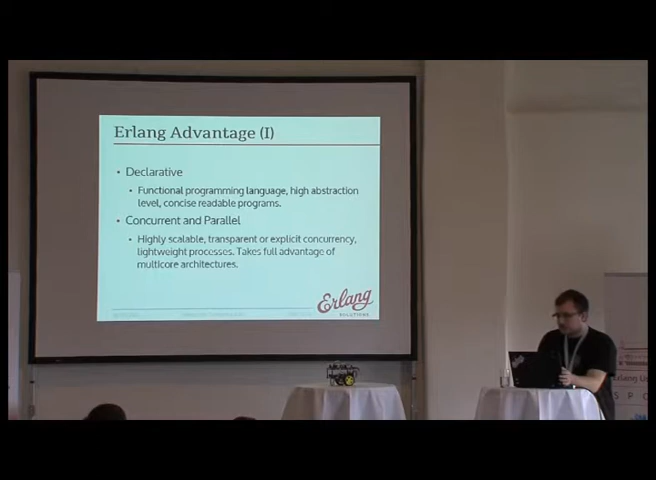 Erlang Advantage (I)
• Declarative
• Functional programming language, high abstraction
level, concise readable programs.
• Concurrent and Parallel
• Highly scalable, transparent or explicit concurrency,
lightweight processes. Takes full advantage of
multicore architectures.
Erlang
SOLUTIONS